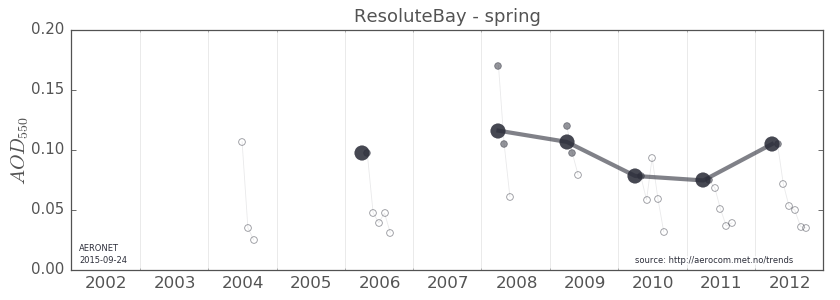 ResoluteBay - spring
0.20
0.15
0.10
0.05
0.00
AOD550
AERONET
2015-09-24
source: http://aerocom.met.no/trends
2002 2003 2004 2005 2006 2007 2008 2009 2010 2011 2012